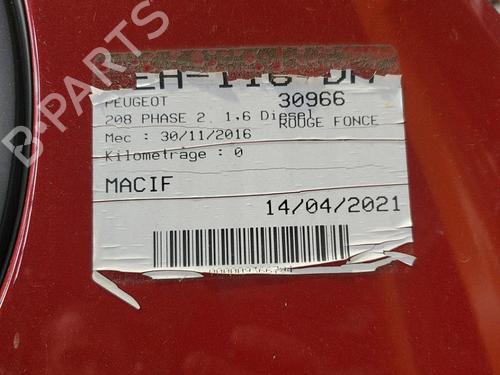 B-PARTS
EA-116-DM
PEUGEOT 30966
208 PHASE 2 1.6 Diesel
ROUGE FONCE
Mec : 30/11/2016
Kilometrage : 0
MACIF
14/04/2021